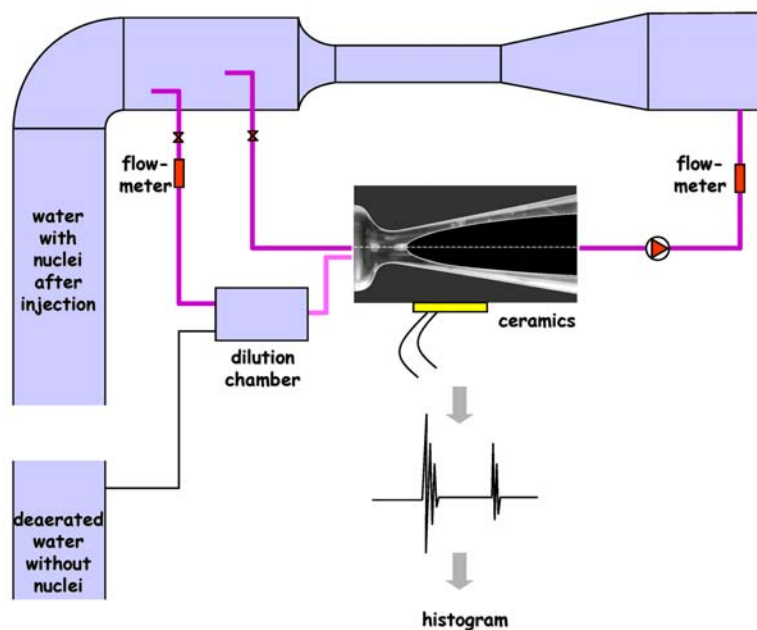 flow-
meter
flow-
meter
water
with
nuclei
after
injection
ceramics
dilution
chamber
deaerated
water
without
nuclei
histogram